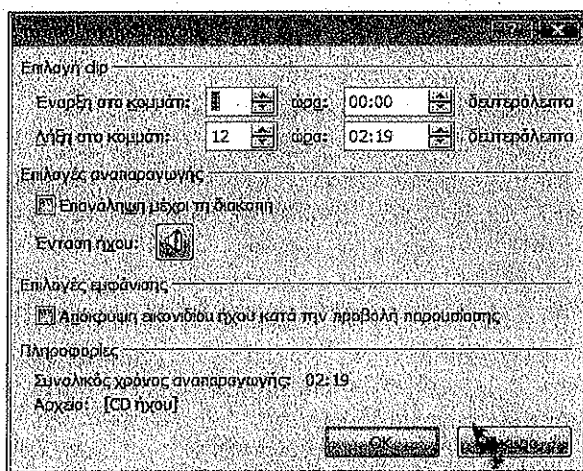 Επιλογή clip
Έναρξη στο κομμάτι: 1 ώρα: 00:00 δευτερόλεπτα
Λήξη στο κομμάτι: 12 ώρα: 02:19 δευτερόλεπτα
Επιλογές αναπαραγωγής
Επανάληψη μέχρι τη διακοπή
Ένταση ήχου:
Επιλογές εμφάνισης
Απόκρυψη εικονιδίου ήχου κατά την προβολή παρουσίασης
Πληροφορίες
Συνολικός χρόνος αναπαραγωγής: 02:19
Αρχείο: [CD ήχου]
OK